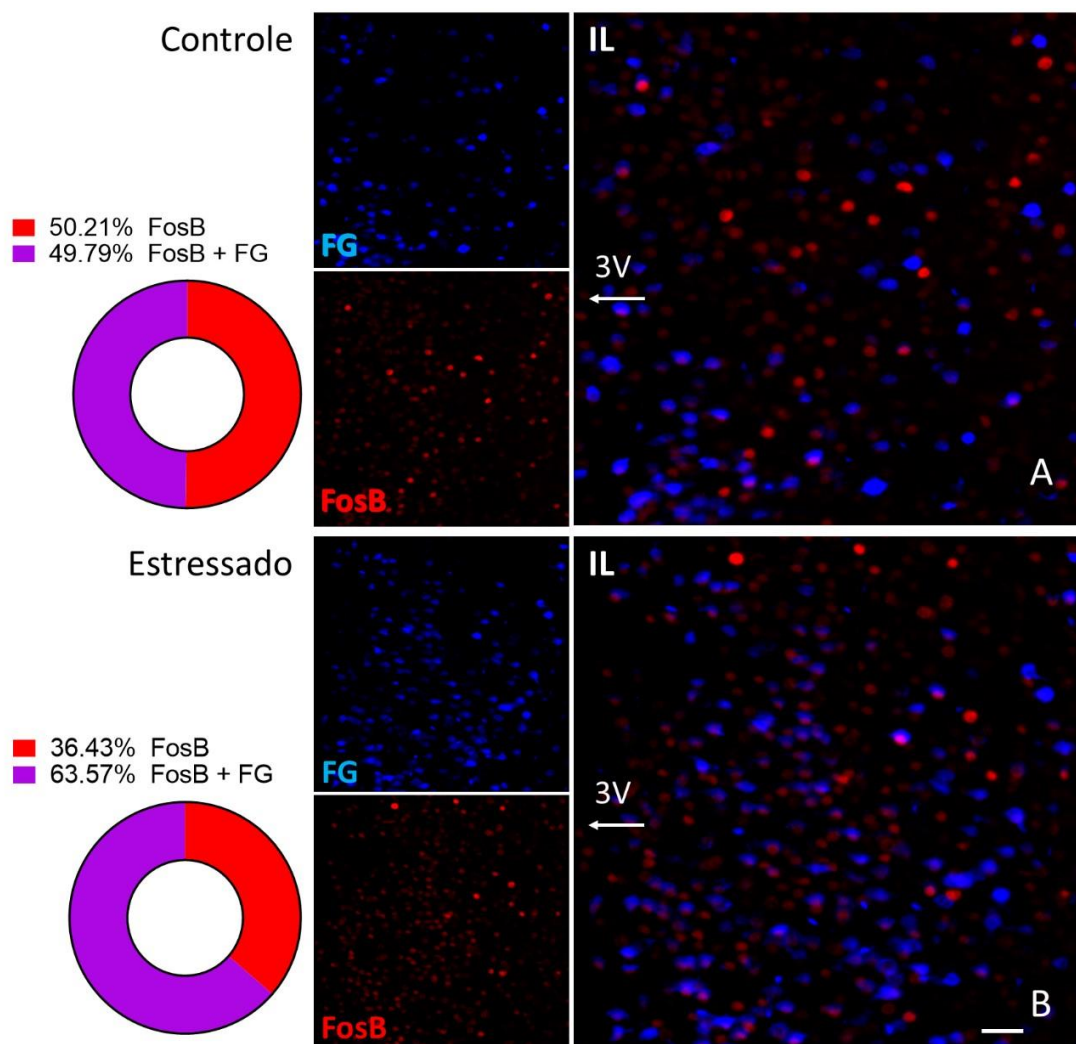 Controle
50.21% FosB
49.79% FosB + FG
FG
FosB
IL
3V
A
Estressado
36.43% FosB
63.57% FosB + FG
FG
FosB
IL
3V
B